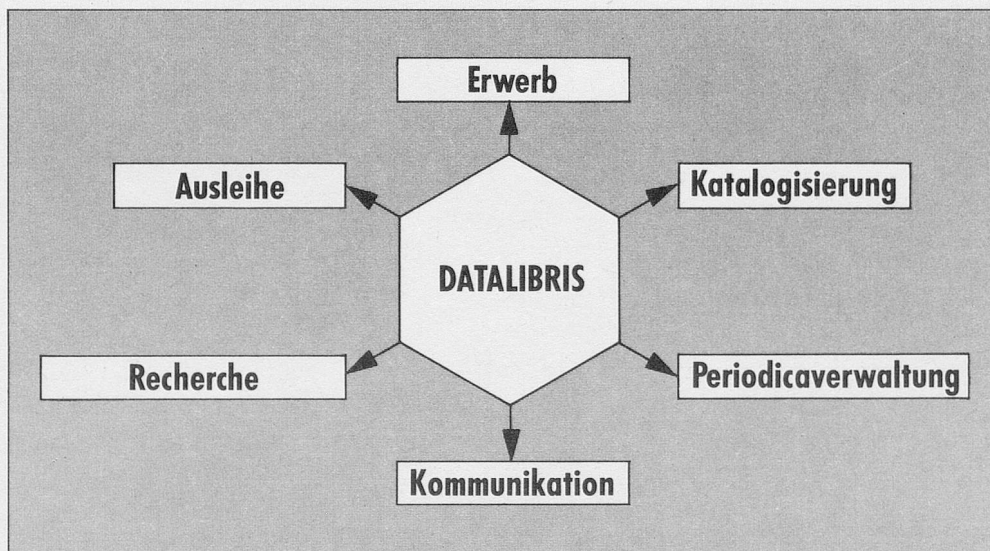 Erwerb
Ausleihe
Katalogisierung
DATALIBRIS
Recherche
Periodicaverwaltung
Kommunikation